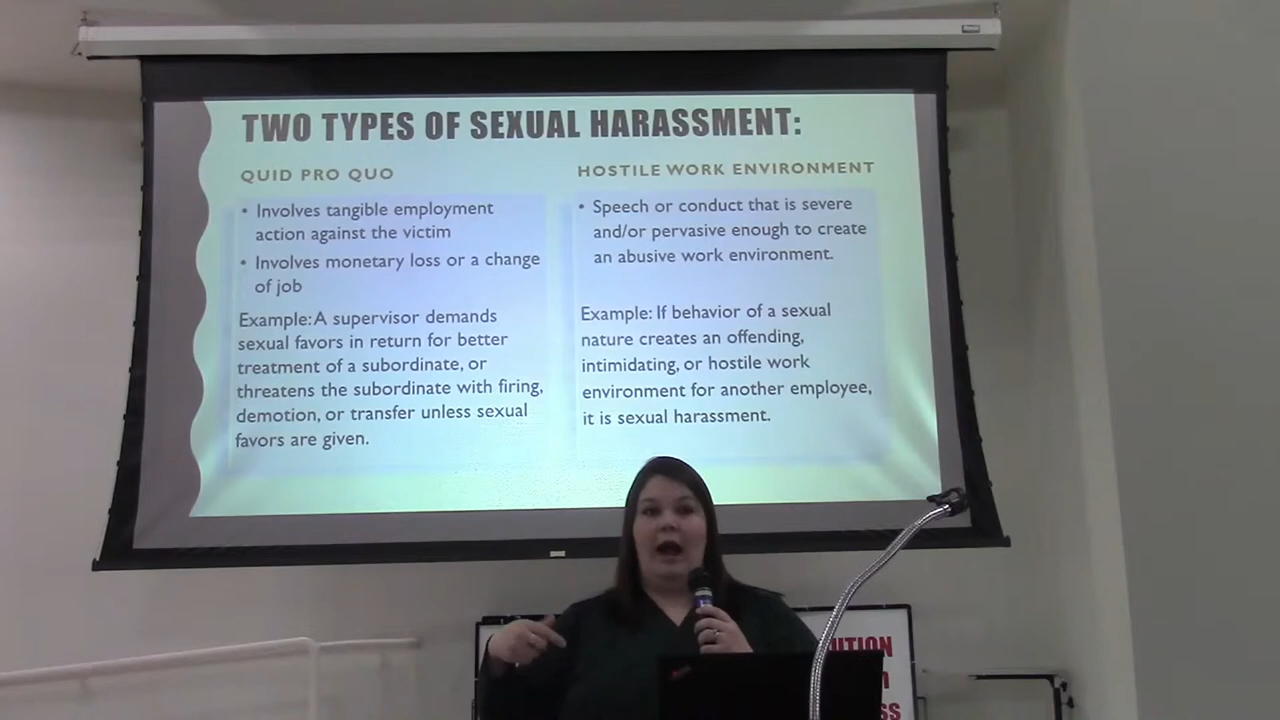 TWO TYPES OF SEXUAL HARASSMENT:
QUID PRO QUO
• Involves tangible employment
action against the victim
• Involves monetary loss or a change
of job
Example: A supervisor demands
sexual favors in return for better
treatment of a subordinate, or
threatens the subordinate with firing,
demotion, or transfer unless sexual
favors are given.
HOSTILE WORK ENVIRONMENT
• Speech or conduct that is severe
and/or pervasive enough to create
an abusive work environment.
Example: If behavior of a sexual
nature creates an offending,
intimidating, or hostile work
environment for another employee,
it is sexual harassment.